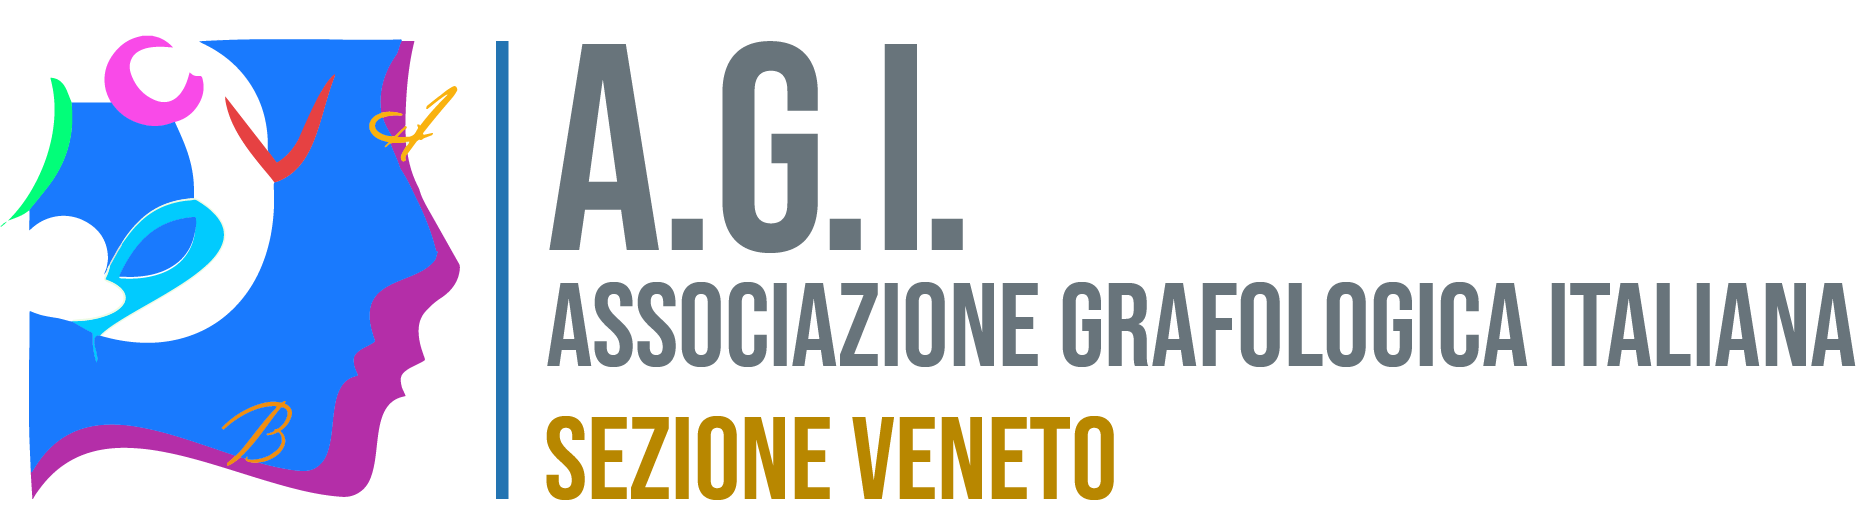 A
B
A.G.I.
ASSOCIAZIONE GRAFOLOGICA ITALIANA
SEZIONE VENETO